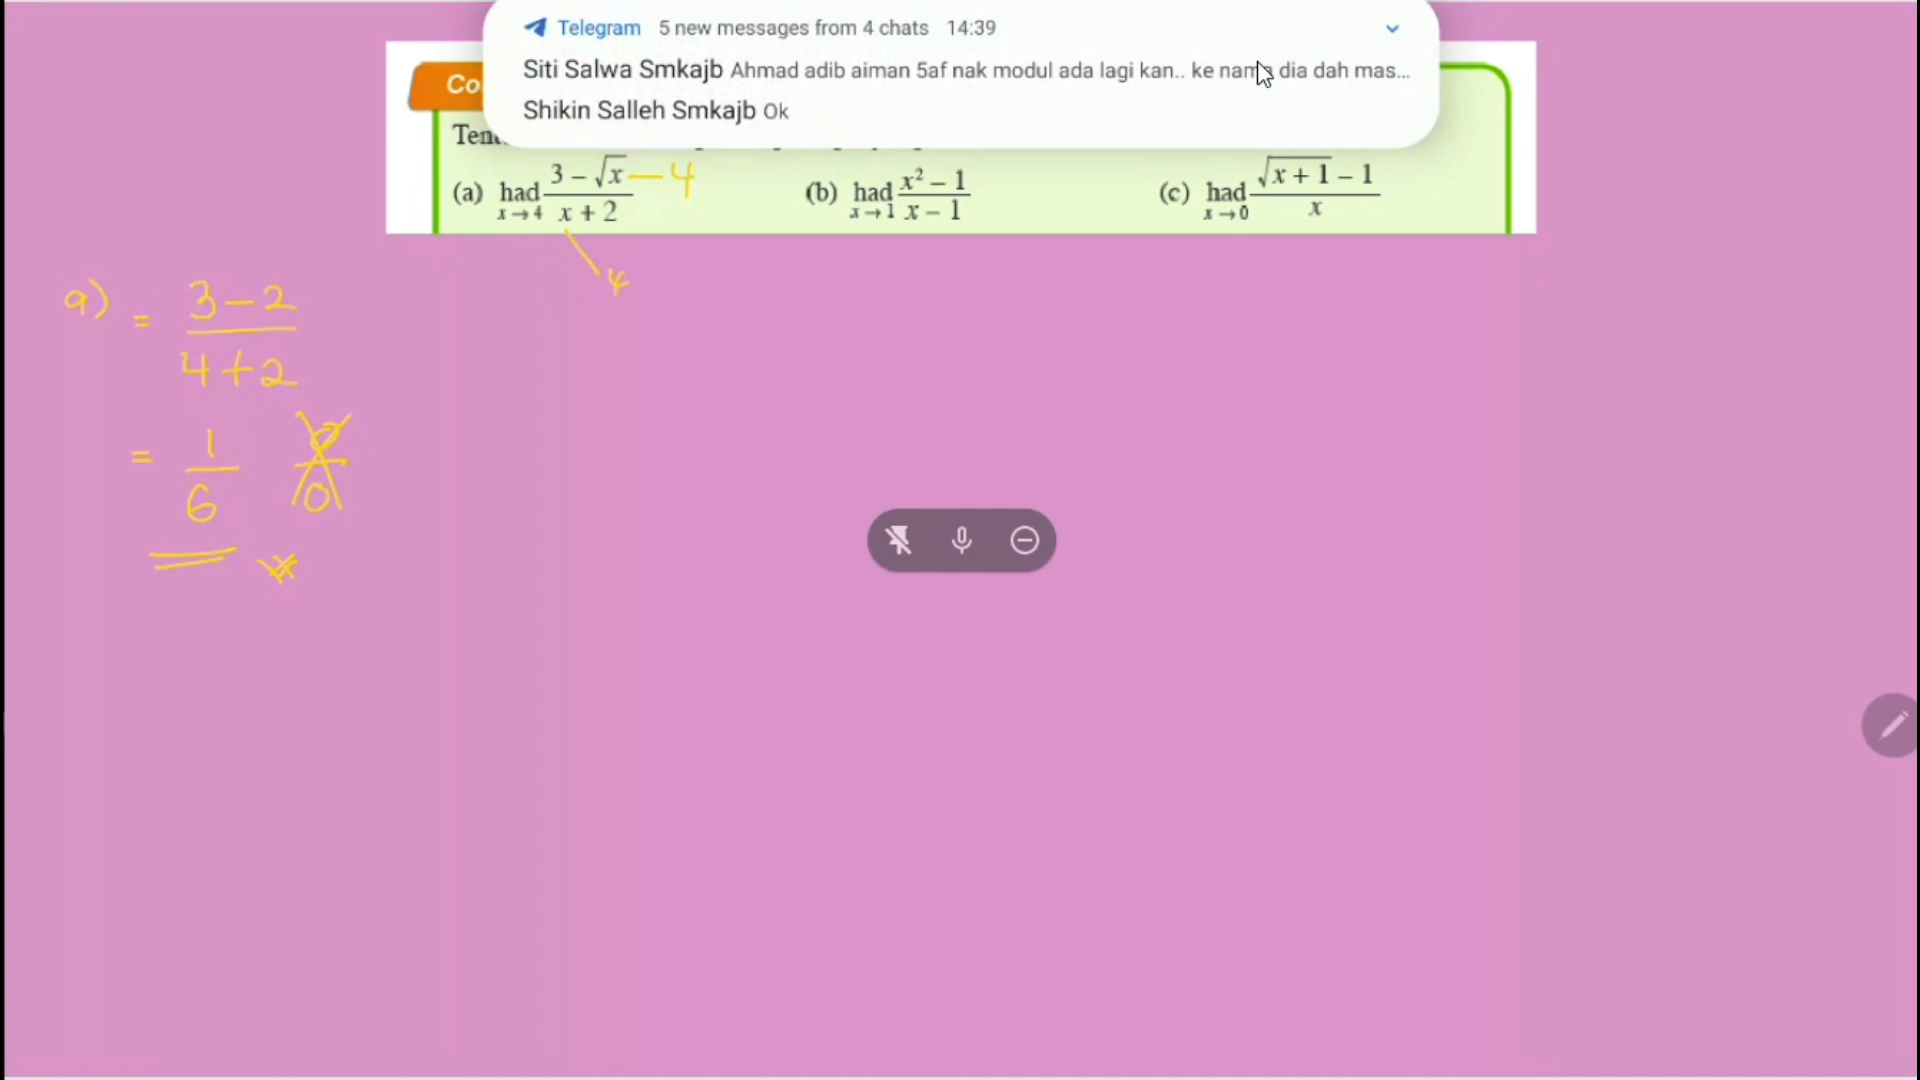 Telegram 5 new messages from 4 chats 14:39
Siti Salwa Smkajb Ahmad adib aiman 5af nak modul ada lagi kan.. ke nama dia dah mas...
Shikin Salleh Smkajb Ok
(a) had x→4 (3 − √x)/(x + 2) — 4
(b) had x→1 (x² − 1)/(x − 1)
(c) had x→0 (√(x + 1) − 1)/x
4
a) = (3 − 2)/(4 + 2)
= 1/6 0/0